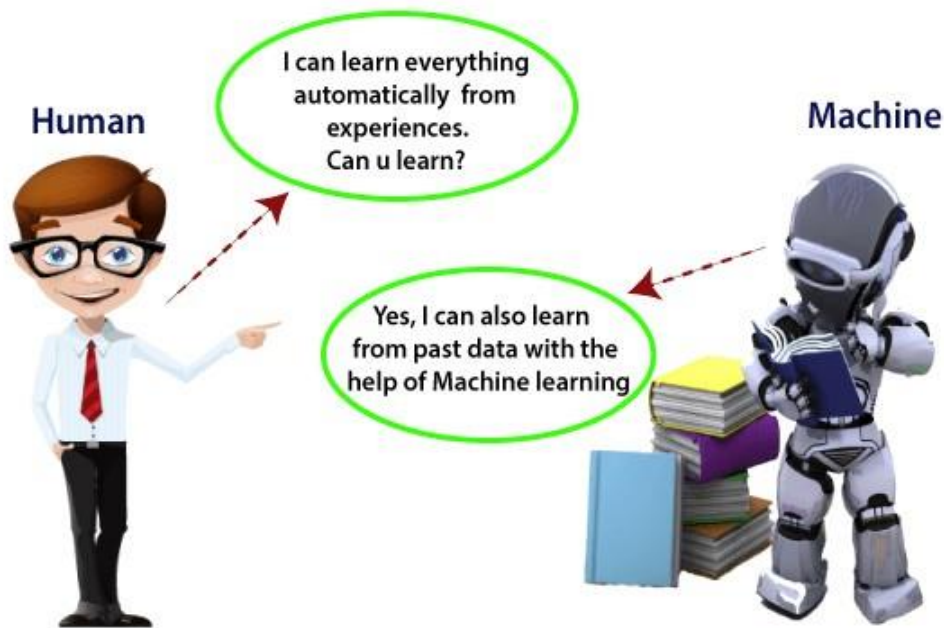 Human
I can learn everything
automatically from
experiences.
Can u learn?
Machine
Yes, I can also learn
from past data with the
help of Machine learning